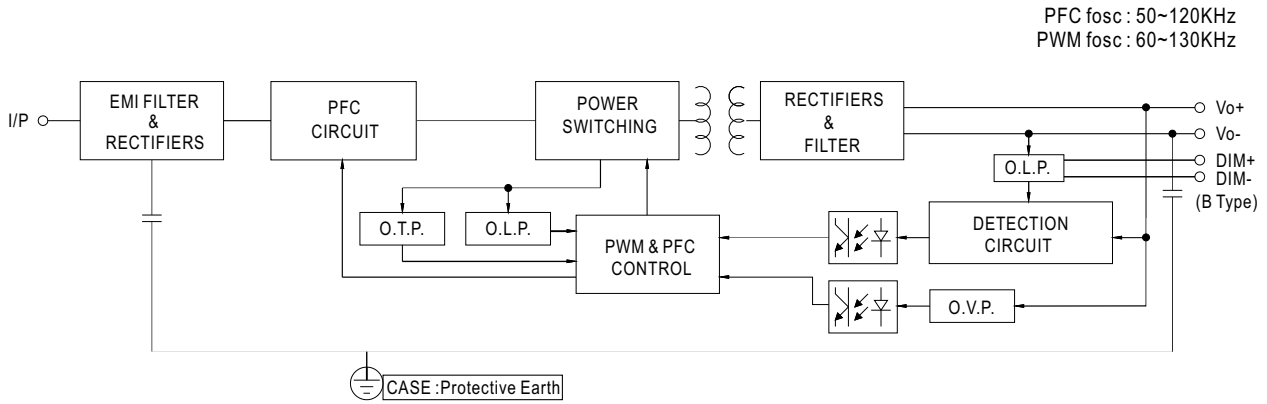 PFC fosc : 50~120KHz
PWM fosc : 60~130KHz
I/P
EMI FILTER
&
RECTIFIERS
PFC
CIRCUIT
POWER
SWITCHING
RECTIFIERS
&
FILTER
Vo+
Vo-
DIM+
DIM-
(B Type)
O.L.P.
O.T.P.
O.L.P.
PWM & PFC
CONTROL
DETECTION
CIRCUIT
O.V.P.
CASE :Protective Earth